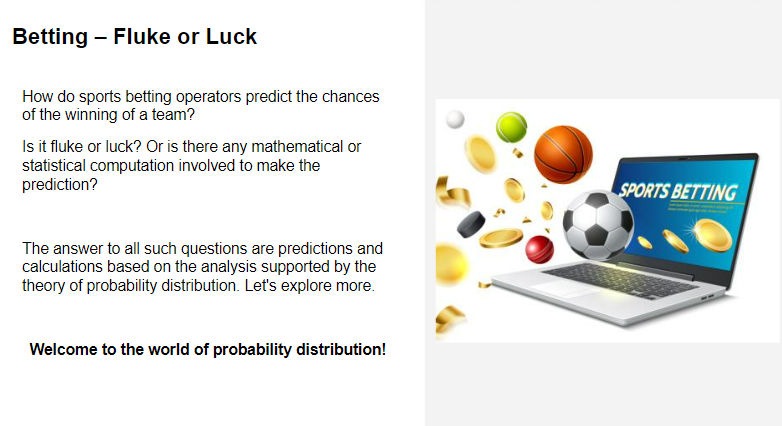 Betting – Fluke or Luck
How do sports betting operators predict the chances
of the winning of a team?
Is it fluke or luck? Or is there any mathematical or
statistical computation involved to make the
prediction?
The answer to all such questions are predictions and
calculations based on the analysis supported by the
theory of probability distribution. Let's explore more.
Welcome to the world of probability distribution!
SPORTS BETTING